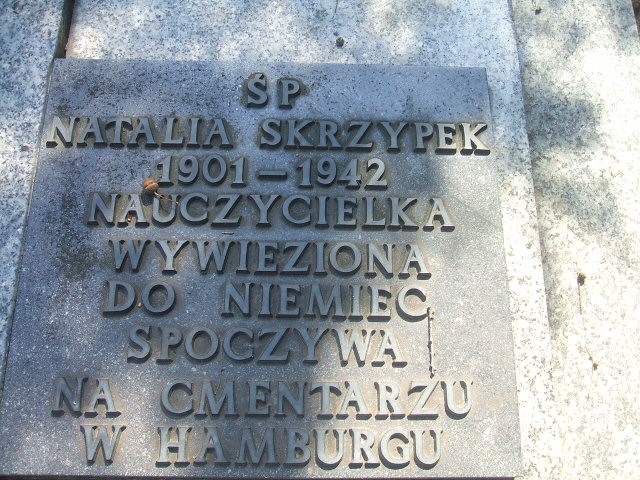 ŚP
NATALIA SKRZYPEK
1901 – 1942
NAUCZYCIELKA
WYWIEZIONA
DO NIEMIEC
SPOCZYWA
NA CMENTARZU
W HAMBURGU